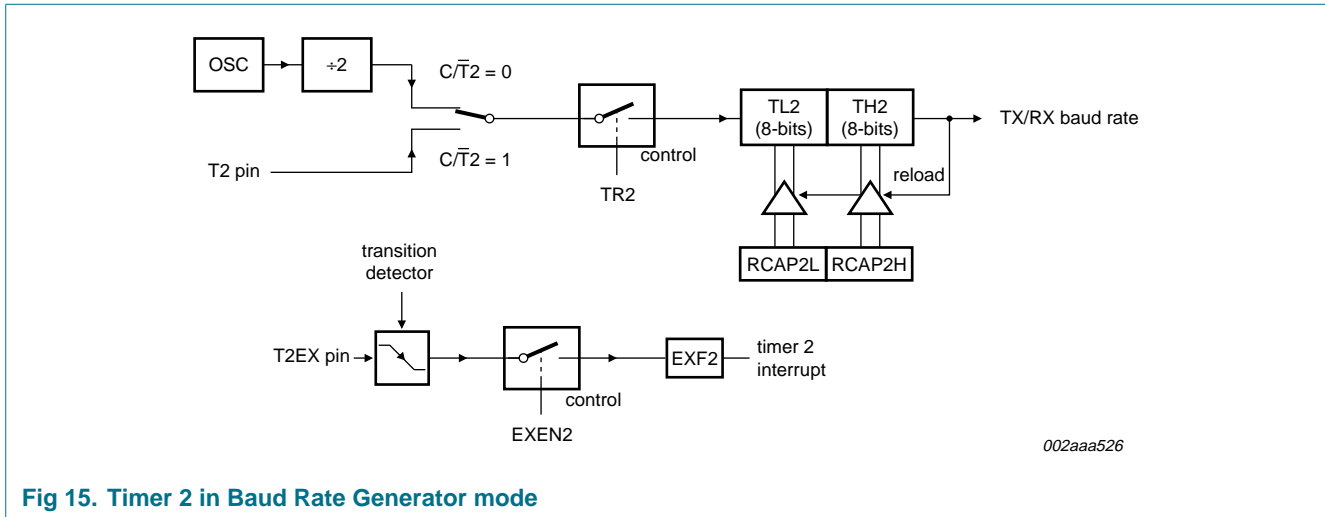 OSC
÷2
C/T̅2 = 0
C/T̅2 = 1
T2 pin
control
TR2
TL2
(8-bits)
TH2
(8-bits)
TX/RX baud rate
reload
RCAP2L
RCAP2H
transition
detector
T2EX pin
control
EXEN2
EXF2
timer 2
interrupt
002aaa526
Fig 15. Timer 2 in Baud Rate Generator mode